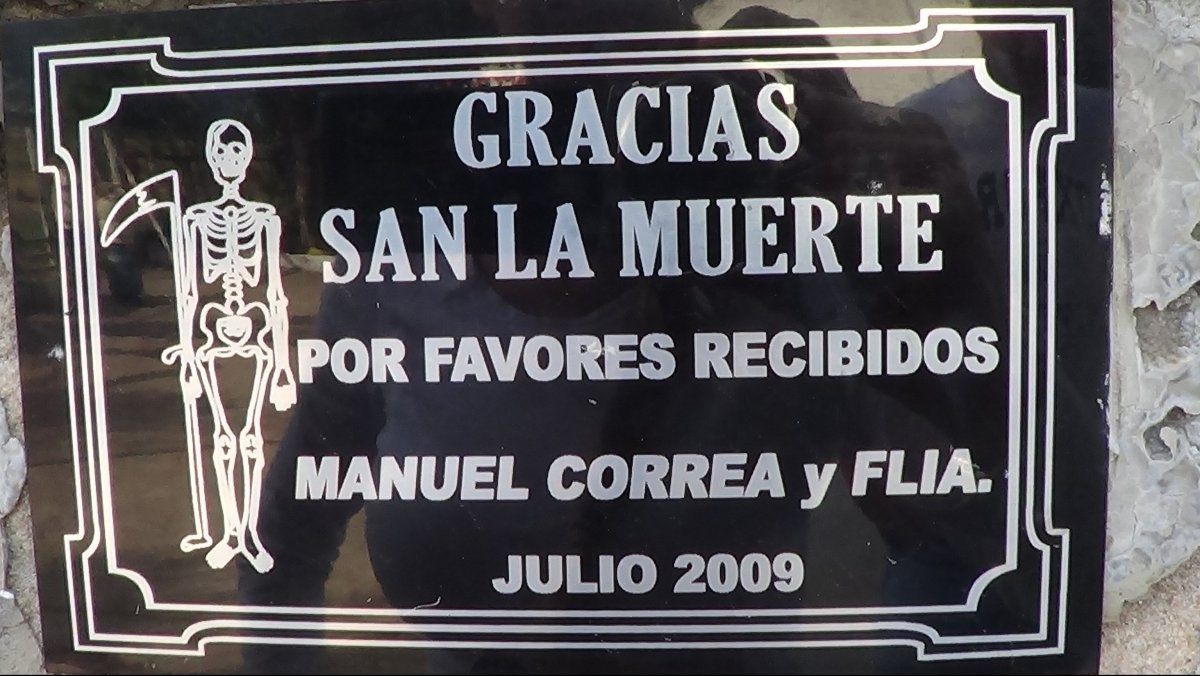 GRACIAS
SAN LA MUERTE
POR FAVORES RECIBIDOS
MANUEL CORREA y FLIA.
JULIO 2009